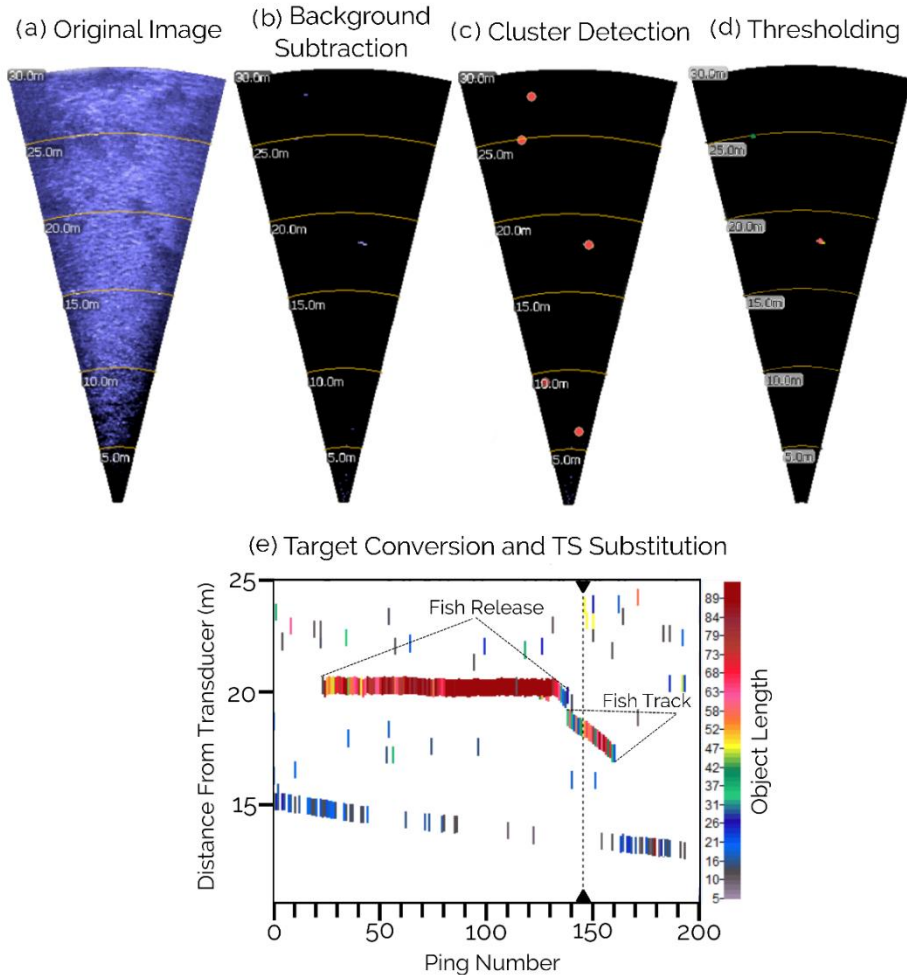 (a) Original Image
(b) Background
Subtraction
(c) Cluster Detection
(d) Thresholding
30.0m
25.0m
20.0m
15.0m
10.0m
5.0m
30.0m
25.0m
20.0m
15.0m
10.0m
5.0m
30.0m
25.0m
20.0m
15.0m
10.0m
5.0m
30.0m
25.0m
20.0m
15.0m
10.0m
5.0m
(e) Target Conversion and TS Substitution
25
20
15
Distance From Transducer (m)
Fish Release
Fish Track
0
50
100
150
200
Ping Number
89
84
79
73
68
63
58
52
47
42
36
31
26
21
16
10
5
Object Length